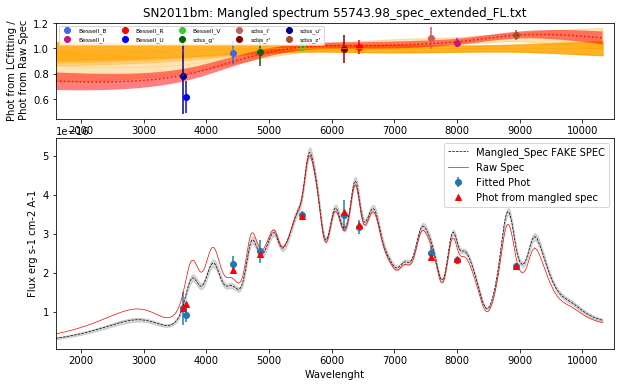 SN2011bm: Mangled spectrum 55743.98_spec_extended_FL.txt
Phot from LCfitting /
Phot from Raw Spec
1.2
1.0
0.8
0.6
Bessell_B Bessell_R Bessell_V sdss_i' sdss_u'
Bessell_I Bessell_U sdss_g' sdss_r' sdss_z'
2000 3000 4000 5000 6000 7000 8000 9000 10000
1e−16
Flux erg s-1 cm-2 A-1
5
4
3
2
1
Mangled_Spec FAKE SPEC
Raw Spec
Fitted Phot
Phot from mangled spec
2000 3000 4000 5000 6000 7000 8000 9000 10000
Wavelenght